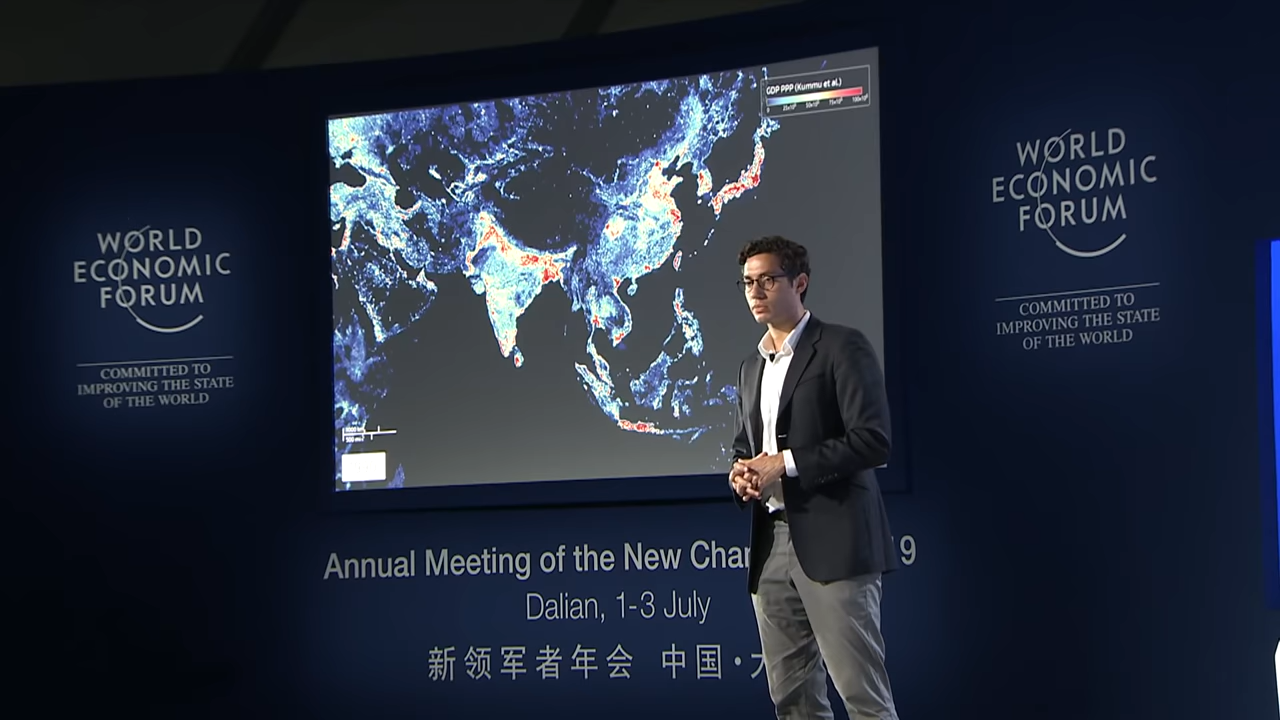 WORLD
ECONOMIC
FORUM
COMMITTED TO
IMPROVING THE STATE
OF THE WORLD
GDP PPP (Kummu et al.)
WORLD
ECONOMIC
FORUM
COMMITTED TO
IMPROVING THE STATE
OF THE WORLD
Annual Meeting of the New Cha 9
Dalian, 1-3 July
新领军者年会 中国·